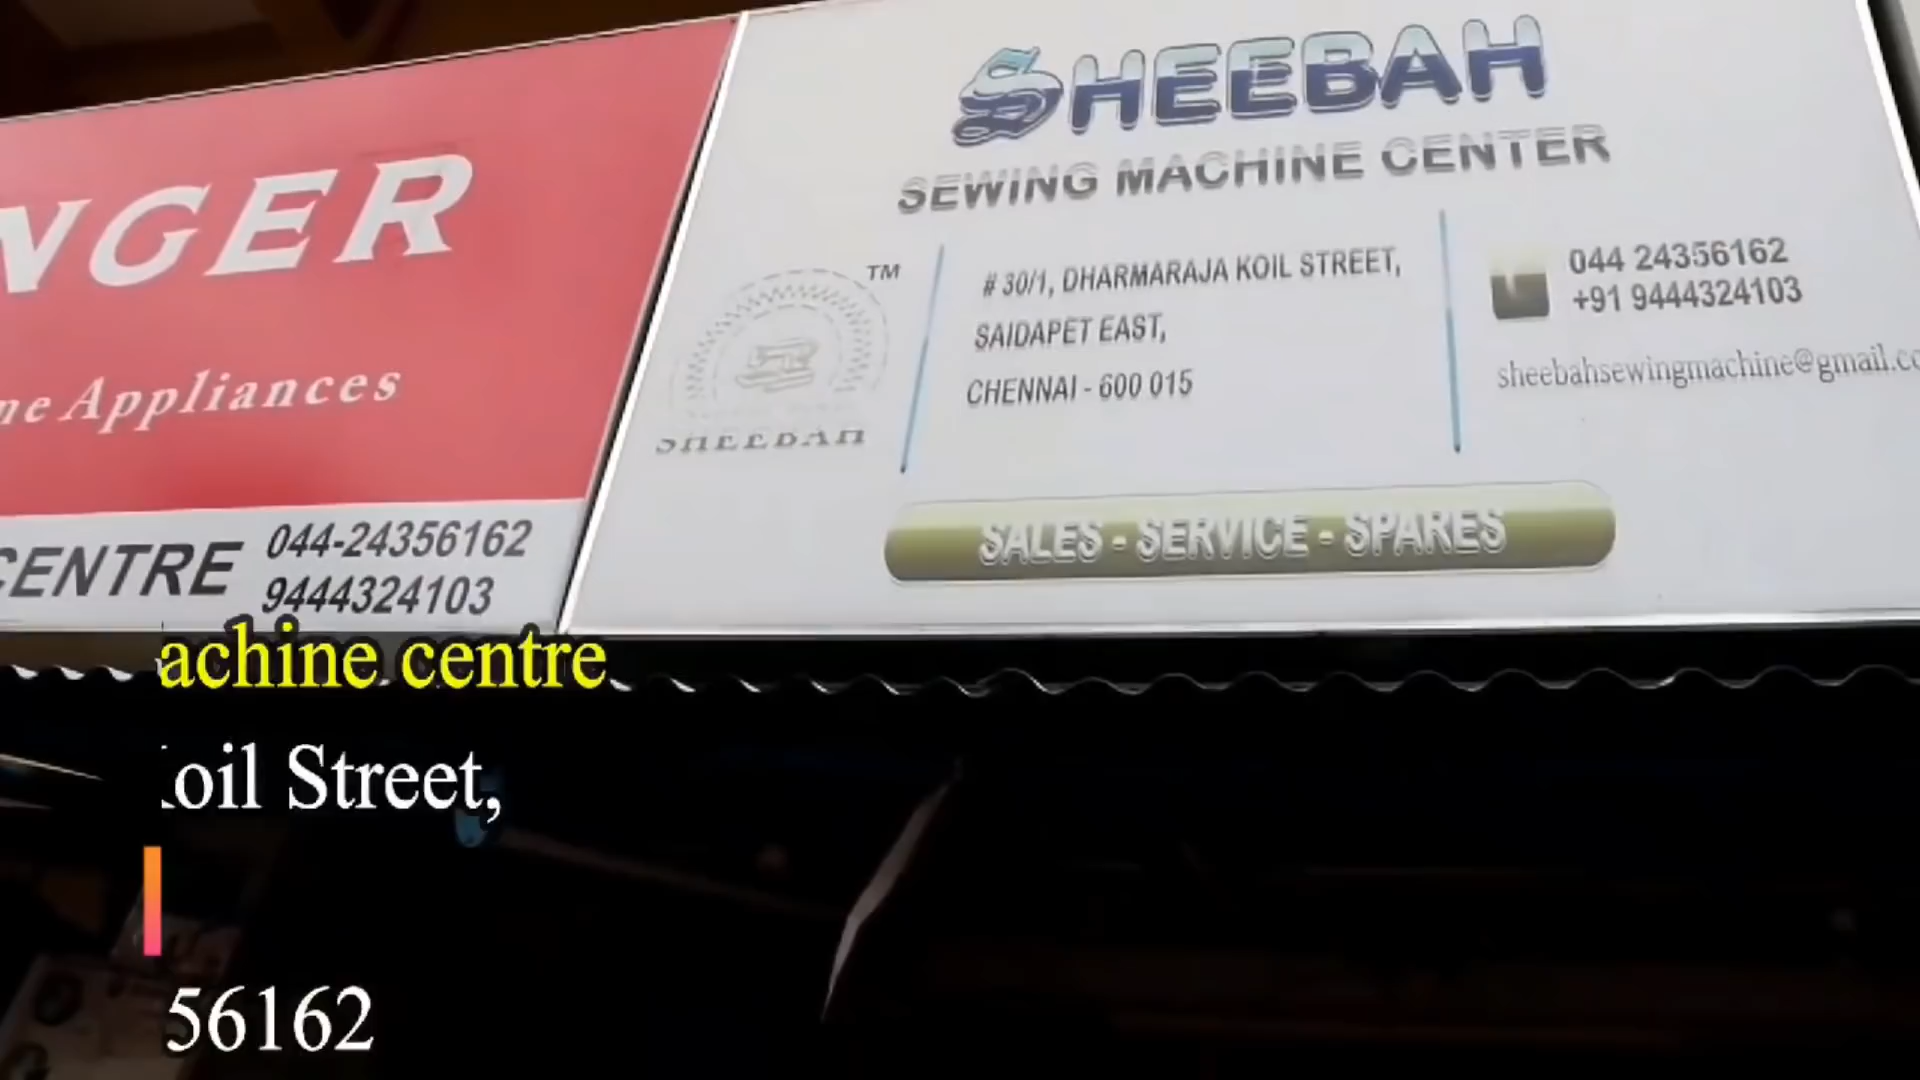 NGER
ne Appliances
CENTRE
044-24356162
9444324103
SHEEBAH
SEWING MACHINE CENTER
TM
SHEEBAH
# 30/1, DHARMARAJA KOIL STREET,
SAIDAPET EAST,
CHENNAI - 600 015
044 24356162
+91 9444324103
sheebahsewingmachine@gmail.co
SALES - SERVICE - SPARES
achine centre
oil Street,
56162